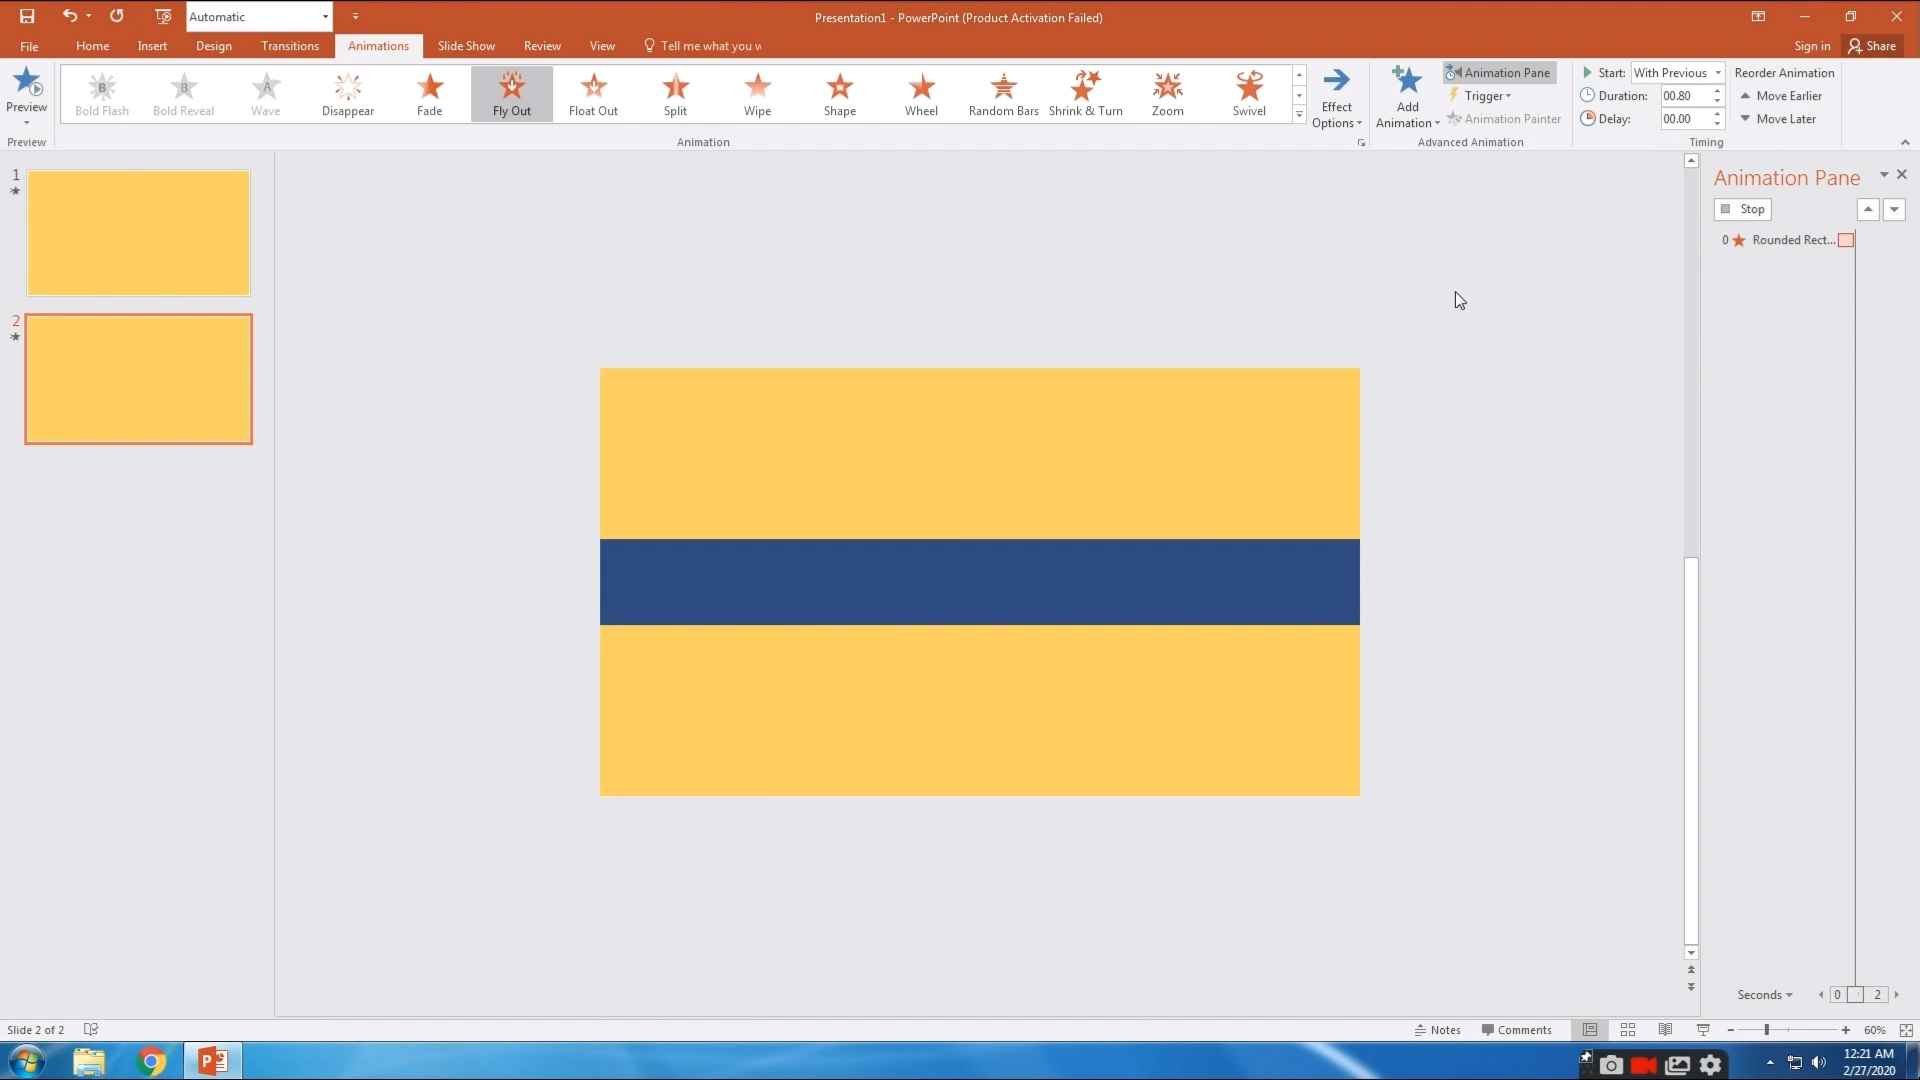 Automatic
Presentation1 - PowerPoint (Product Activation Failed)
File Home Insert Design Transitions Animations Slide Show Review View Tell me what you w
Sign in Share
Preview
Preview
B B A
Bold Flash Bold Reveal Wave Disappear Fade Fly Out Float Out Split Wipe Shape Wheel Random Bars Shrink & Turn Zoom Swivel
Animation
Effect
Options
Add
Animation
Animation Pane
Trigger
Animation Painter
Advanced Animation
Start: With Previous
Duration: 00.80
Delay: 00.00
Reorder Animation
Move Earlier
Move Later
Timing
1
2
Animation Pane
Stop
0 Rounded Rect...
Seconds 0 2
Slide 2 of 2
Notes Comments
60%
12:21 AM
2/27/2020